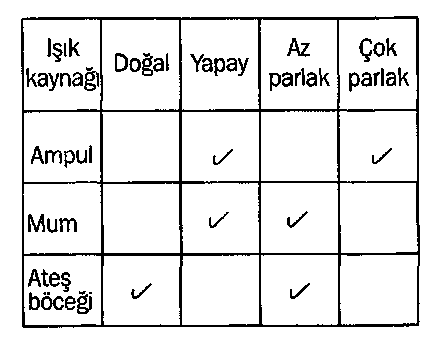 Işık kaynağı Doğal Yapay Az parlak Çok parlak
Ampul ✓ ✓
Mum ✓ ✓
Ateş böceği ✓ ✓